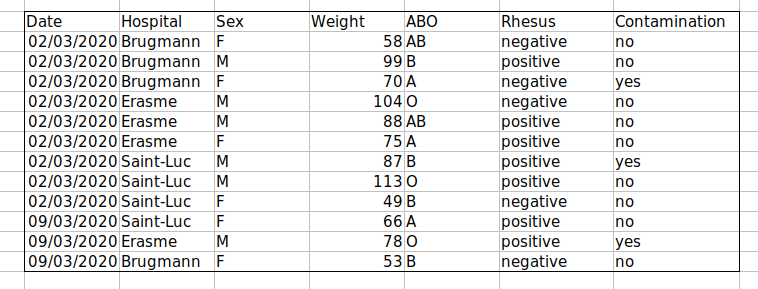 Date Hospital Sex Weight ABO Rhesus Contamination
02/03/2020 Brugmann F 58 AB negative no
02/03/2020 Brugmann M 99 B positive no
02/03/2020 Brugmann F 70 A negative yes
02/03/2020 Erasme M 104 O negative no
02/03/2020 Erasme M 88 AB positive no
02/03/2020 Erasme F 75 A positive no
02/03/2020 Saint-Luc M 87 B positive yes
02/03/2020 Saint-Luc M 113 O positive no
02/03/2020 Saint-Luc F 49 B negative no
09/03/2020 Saint-Luc F 66 A positive no
09/03/2020 Erasme M 78 O positive yes
09/03/2020 Brugmann F 53 B negative no